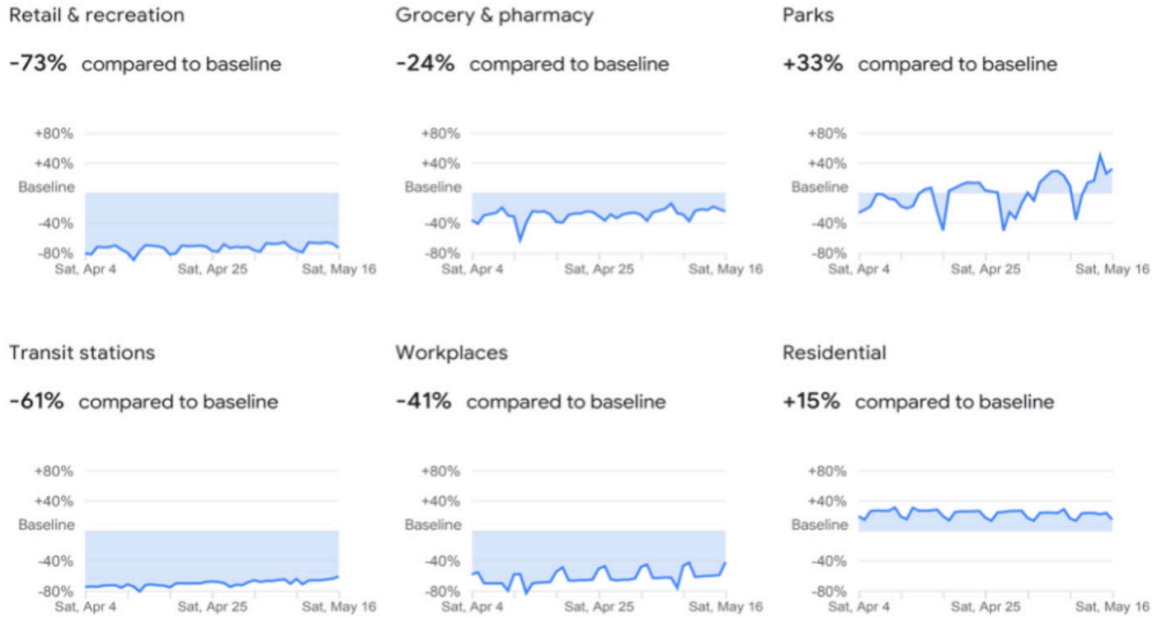 Retail & recreation
-73% compared to baseline
+80%
+40%
Baseline
-40%
-80%
Sat, Apr 4 Sat, Apr 25 Sat, May 16
Grocery & pharmacy
-24% compared to baseline
+80%
+40%
Baseline
-40%
-80%
Sat, Apr 4 Sat, Apr 25 Sat, May 16
Parks
+33% compared to baseline
+80%
+40%
Baseline
-40%
-80%
Sat, Apr 4 Sat, Apr 25 Sat, May 16
Transit stations
-61% compared to baseline
+80%
+40%
Baseline
-40%
-80%
Sat, Apr 4 Sat, Apr 25 Sat, May 16
Workplaces
-41% compared to baseline
+80%
+40%
Baseline
-40%
-80%
Sat, Apr 4 Sat, Apr 25 Sat, May 16
Residential
+15% compared to baseline
+80%
+40%
Baseline
-40%
-80%
Sat, Apr 4 Sat, Apr 25 Sat, May 16